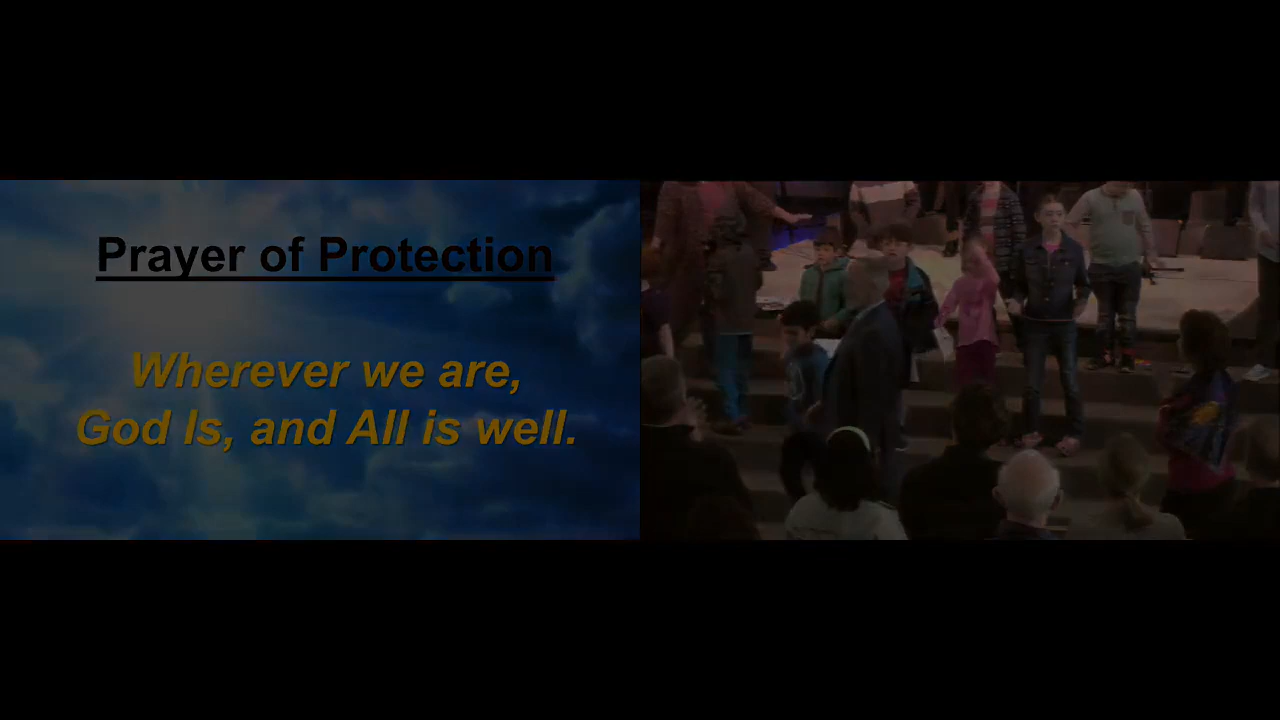 Prayer of Protection
Wherever we are,
God Is, and All is well.